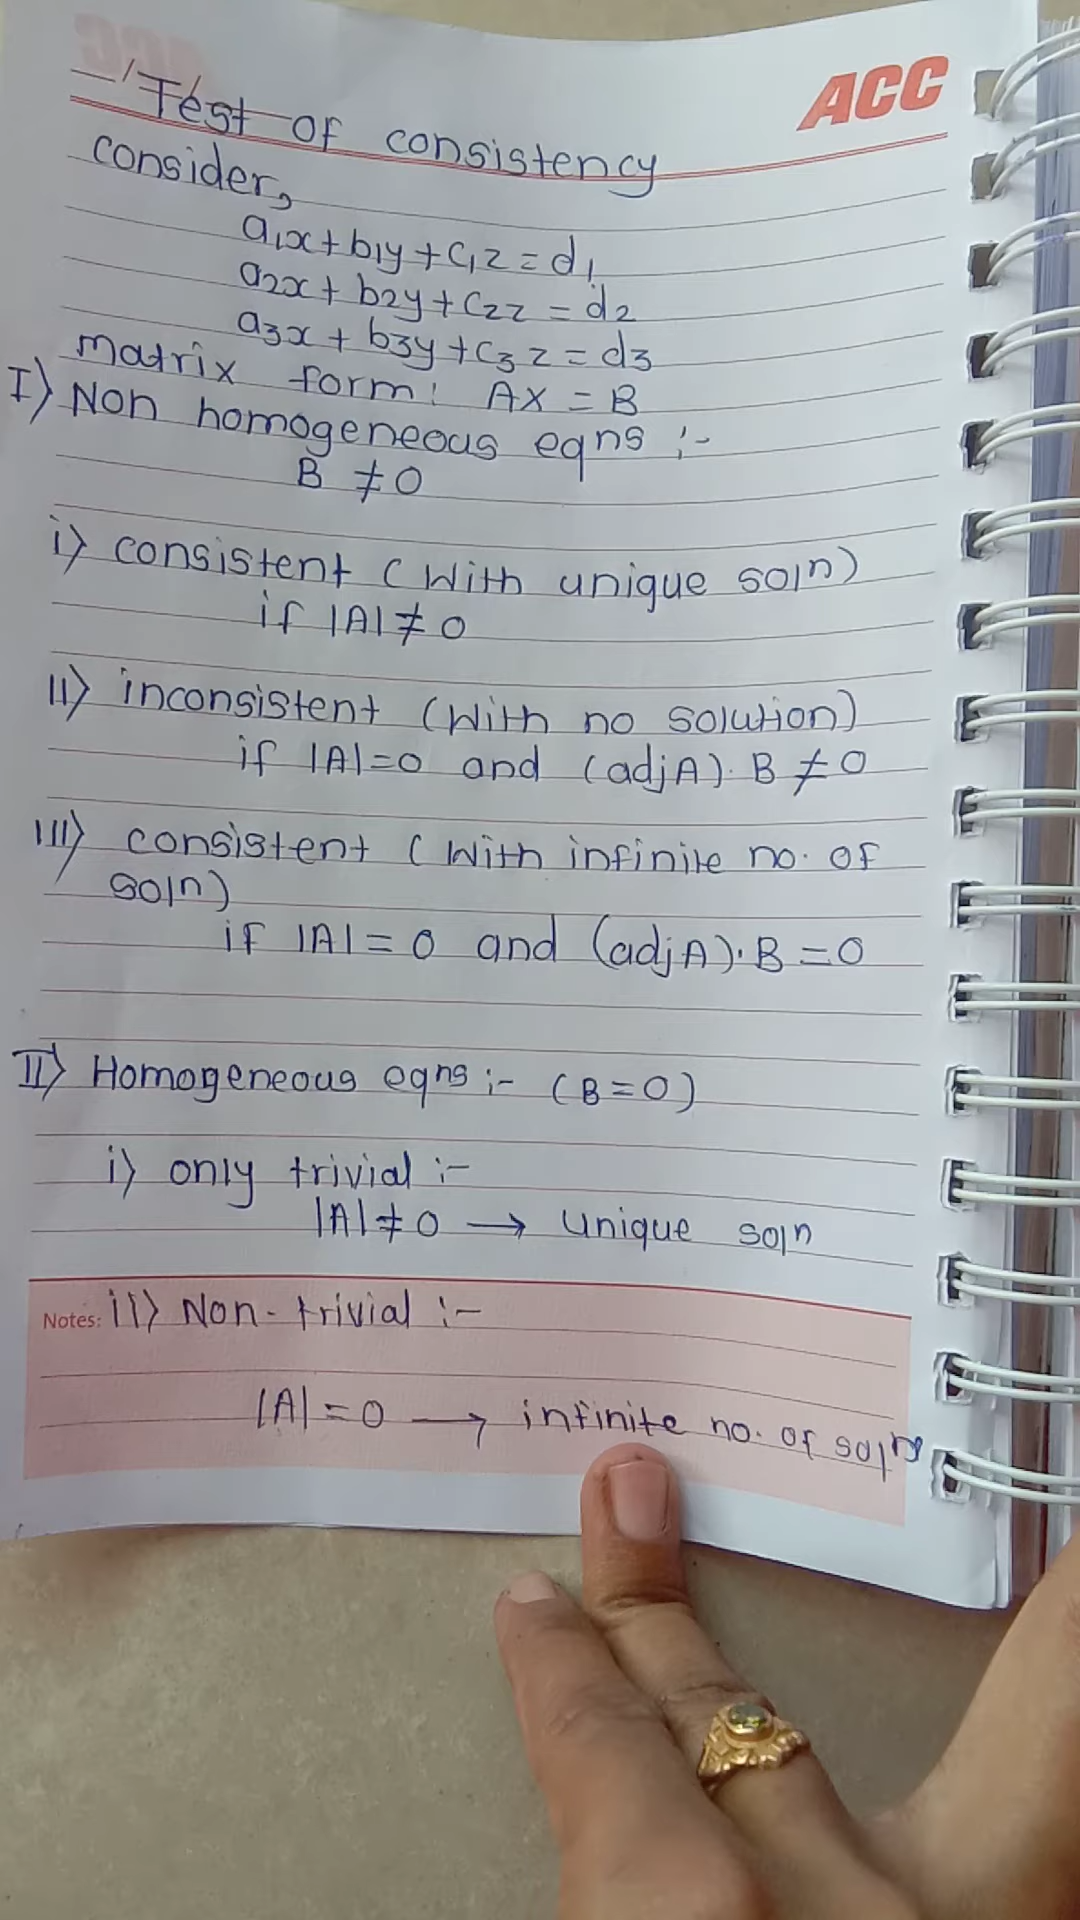 ACC
Test of consistency
consider,
a1x + b1y + c1z = d1
a2x + b2y + c2z = d2
a3x + b3y + c3z = d3
matrix form: AX = B
I) Non homogeneous eqns :-
B ≠ 0
i) consistent (With unique soln)
if |A| ≠ 0
ii) inconsistent (With no solution)
if |A|=0 and (adjA). B ≠ 0
iii) consistent (With infinite no. of
soln)
if |A| = 0 and (adjA).B = 0
II) Homogeneous eqns :- (B = 0)
i) only trivial :-
|A| ≠ 0 → unique soln
Notes: ii) Non-trivial :-
|A| = 0 → infinite no. of solns